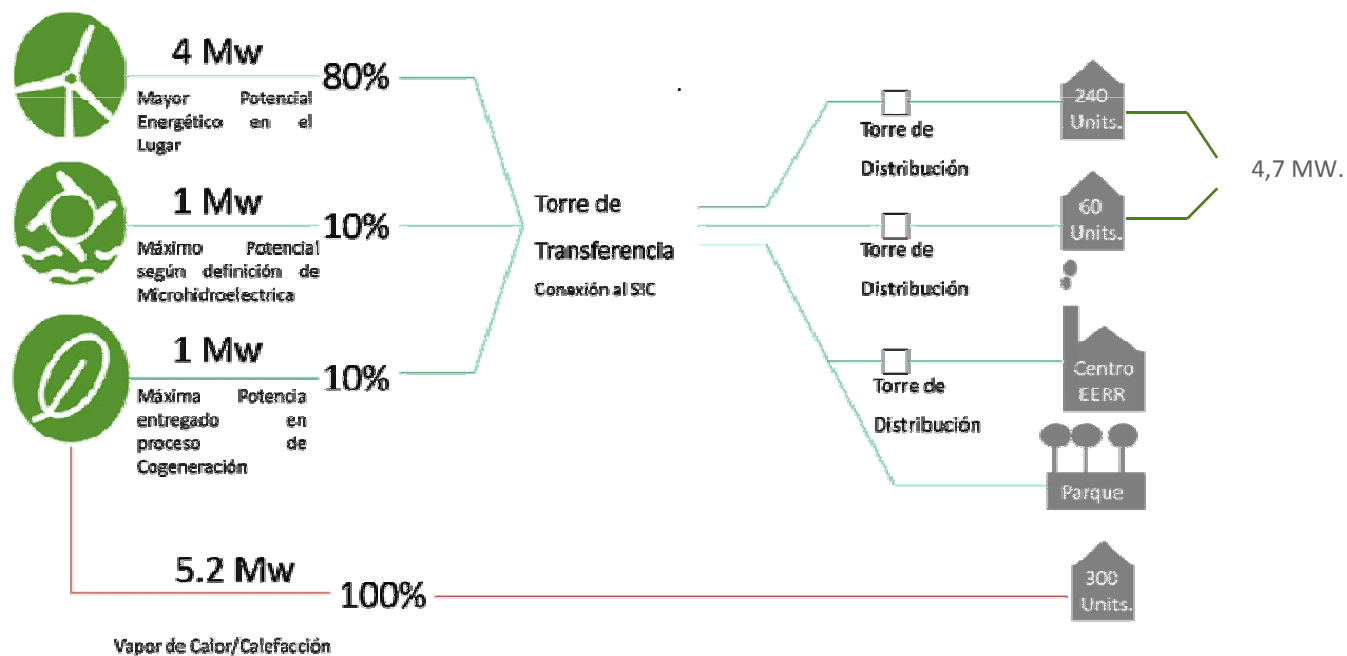 4 Mw
80%
Mayor Potencial
Energético en el
Lugar
1 Mw
10%
Máximo Potencial
según definición de
Microhidroelectrica
1 Mw
10%
Máxima Potencia
entregado en
proceso de
Cogeneración
5.2 Mw
100%
Vapor de Calor/Calefacción
Torre de
Transferencia
Conexión al SIC
.
Torre de
Distribución
240
Units.
Torre de
Distribución
60
Units.
4,7 MW.
Torre de
Distribución
Centro
EERR
Parque
300
Units.